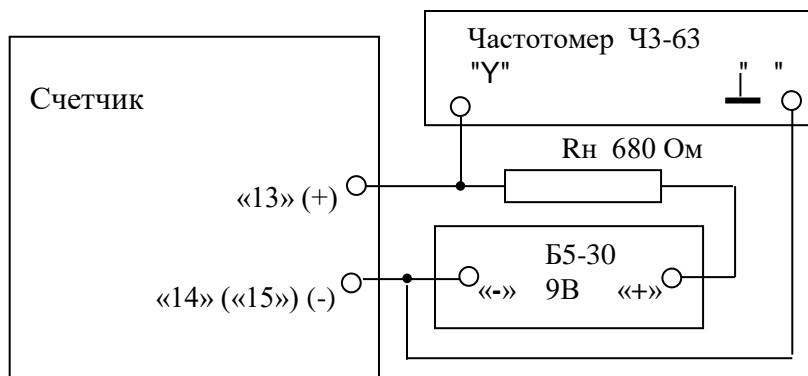 Частотомер Ч3-63
"Y" " "
Счетчик
Rн 680 Ом
«13» (+)
Б5-30
«14» («15») (-)
«-» 9В «+»